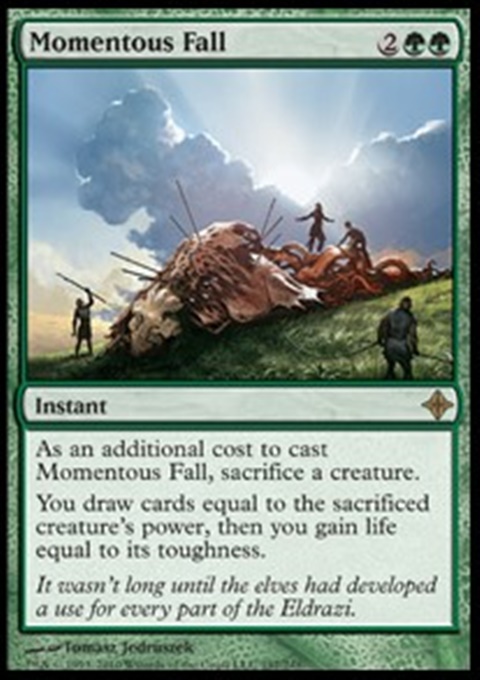 Momentous Fall 2
Instant
As an additional cost to cast
Momentous Fall, sacrifice a creature.
You draw cards equal to the sacrificed
creature's power, then you gain life
equal to its toughness.
It wasn't long until the elves had developed
a use for every part of the Eldrazi.
Tomasz Jedruszek